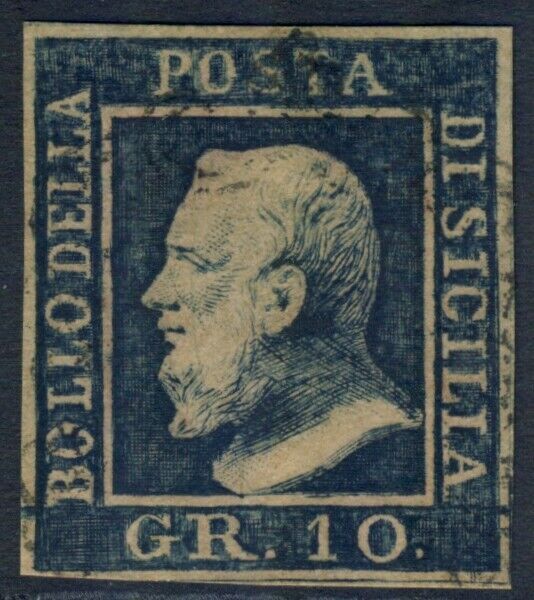 BOLLO DELLA
POSTA
DI SICILIA
GR. 10.